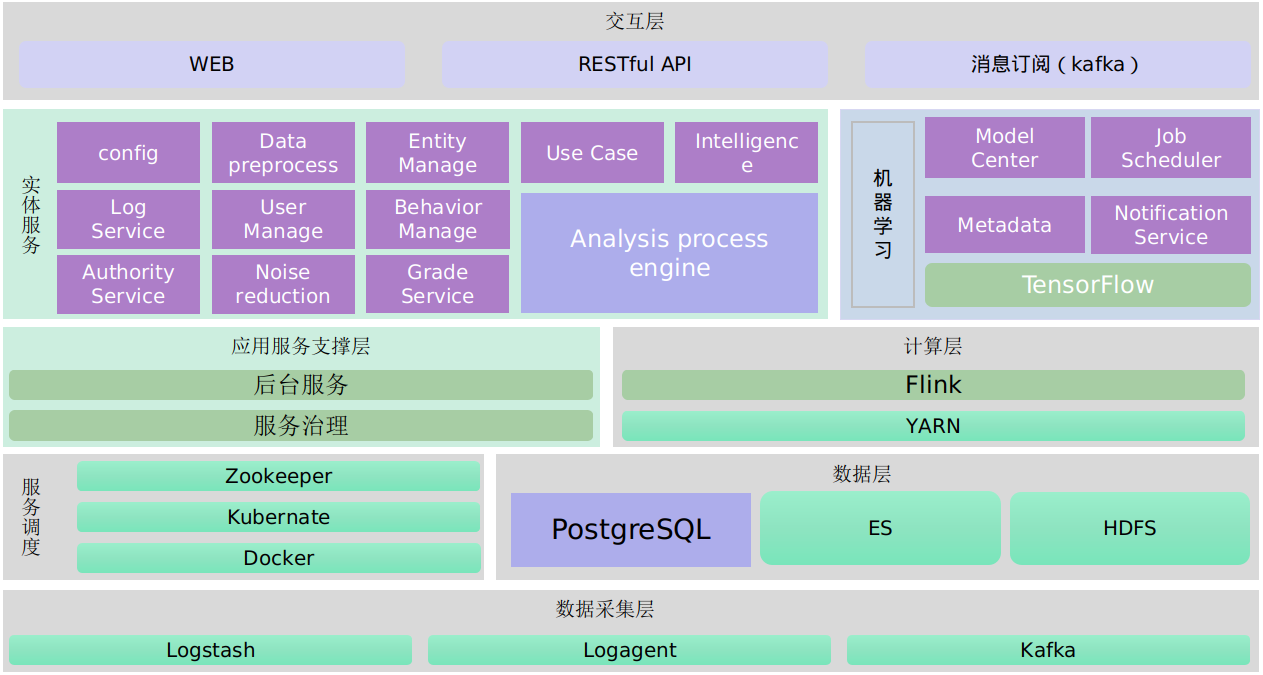 交互层
WEB
RESTful API
消息订阅（kafka）
实体服务
config
Data
preprocess
Entity
Manage
Use Case
Intelligenc
e
Log
Service
User
Manage
Behavior
Manage
Analysis process
engine
Authority
Service
Noise
reduction
Grade
Service
机器学习
Model
Center
Job
Scheduler
Metadata
Notification
Service
TensorFlow
应用服务支撑层
后台服务
服务治理
计算层
Flink
YARN
服务调度
Zookeeper
Kubernate
Docker
数据层
PostgreSQL
ES
HDFS
数据采集层
Logstash
Logagent
Kafka